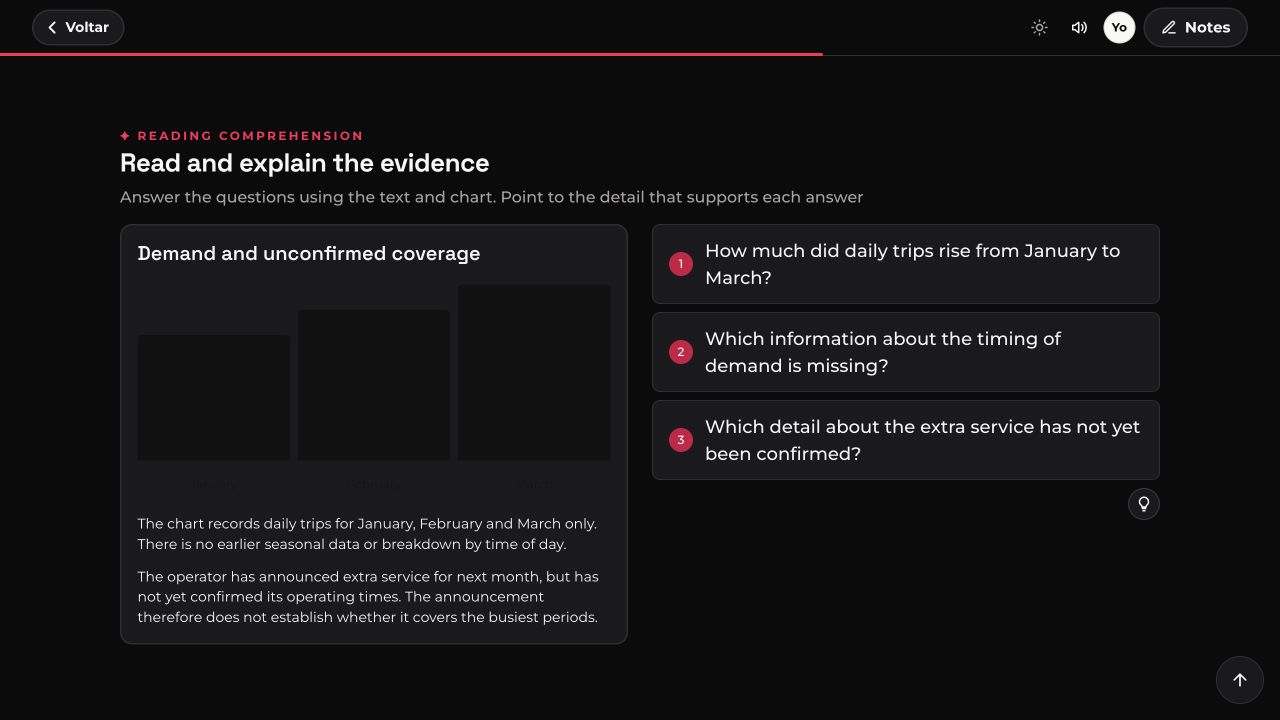 Voltar
Yo
Notes
READING COMPREHENSION
Read and explain the evidence
Answer the questions using the text and chart. Point to the detail that supports each answer
Demand and unconfirmed coverage
January
February
March
The chart records daily trips for January, February and March only.
There is no earlier seasonal data or breakdown by time of day.
The operator has announced extra service for next month, but has
not yet confirmed its operating times. The announcement
therefore does not establish whether it covers the busiest periods.
1
How much did daily trips rise from January to
March?
2
Which information about the timing of
demand is missing?
3
Which detail about the extra service has not yet
been confirmed?